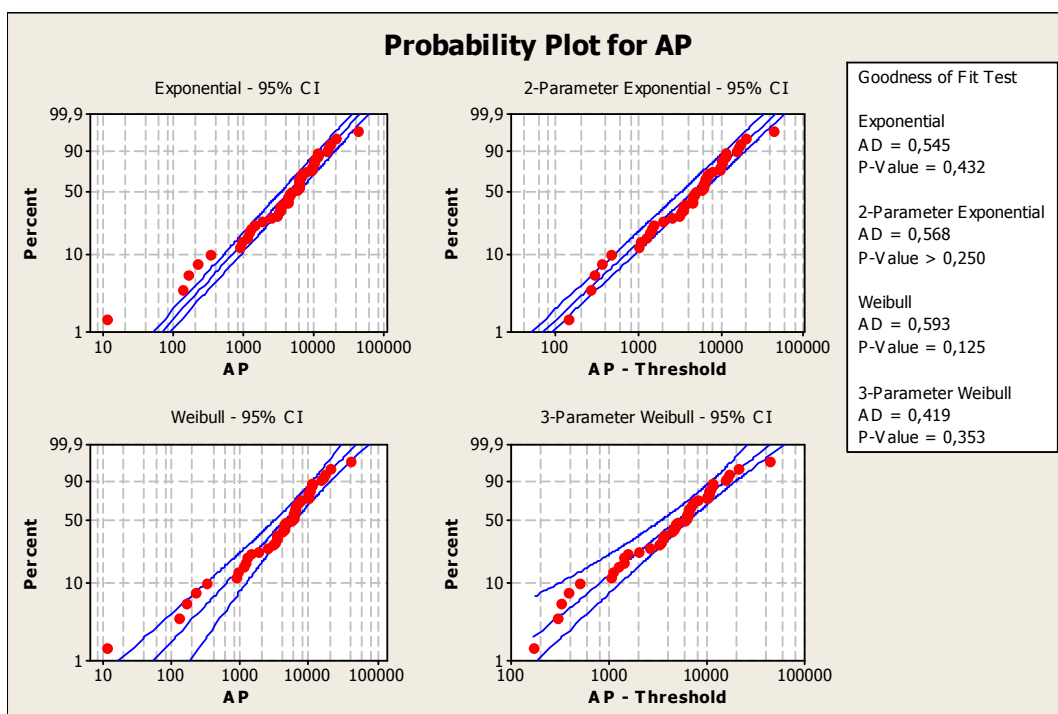 Probability Plot for AP
Exponential - 95% CI
99,9
90
50
10
1
Percent
10 100 1000 10000 100000
AP
2-Parameter Exponential - 95% CI
99,9
90
50
10
1
Percent
100 1000 10000 100000
AP - Threshold
Weibull - 95% CI
99,9
90
50
10
1
Percent
10 100 1000 10000 100000
AP
3-Parameter Weibull - 95% CI
99,9
90
50
10
1
Percent
100 1000 10000 100000
AP - Threshold
Goodness of Fit Test
Exponential
AD = 0,545
P-Value = 0,432
2-Parameter Exponential
AD = 0,568
P-Value > 0,250
Weibull
AD = 0,593
P-Value = 0,125
3-Parameter Weibull
AD = 0,419
P-Value = 0,353